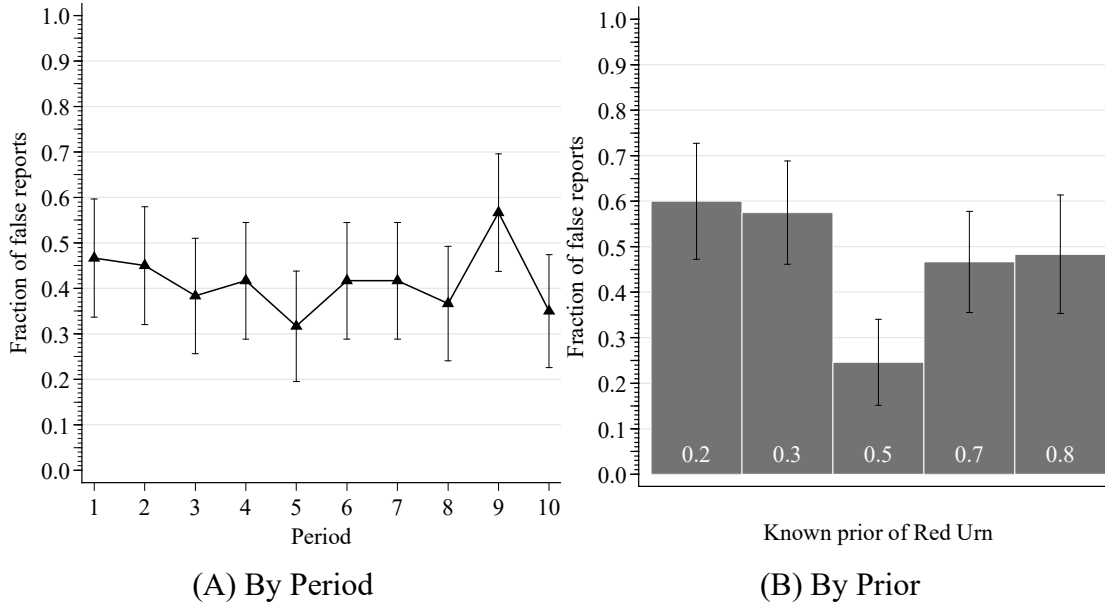 Fraction of false reports
1.0
0.9
0.8
0.7
0.6
0.5
0.4
0.3
0.2
0.1
0.0
1 2 3 4 5 6 7 8 9 10
Period
(A) By Period
Fraction of false reports
1.0
0.9
0.8
0.7
0.6
0.5
0.4
0.3
0.2
0.1
0.0
0.2 0.3 0.5 0.7 0.8
Known prior of Red Urn
(B) By Prior